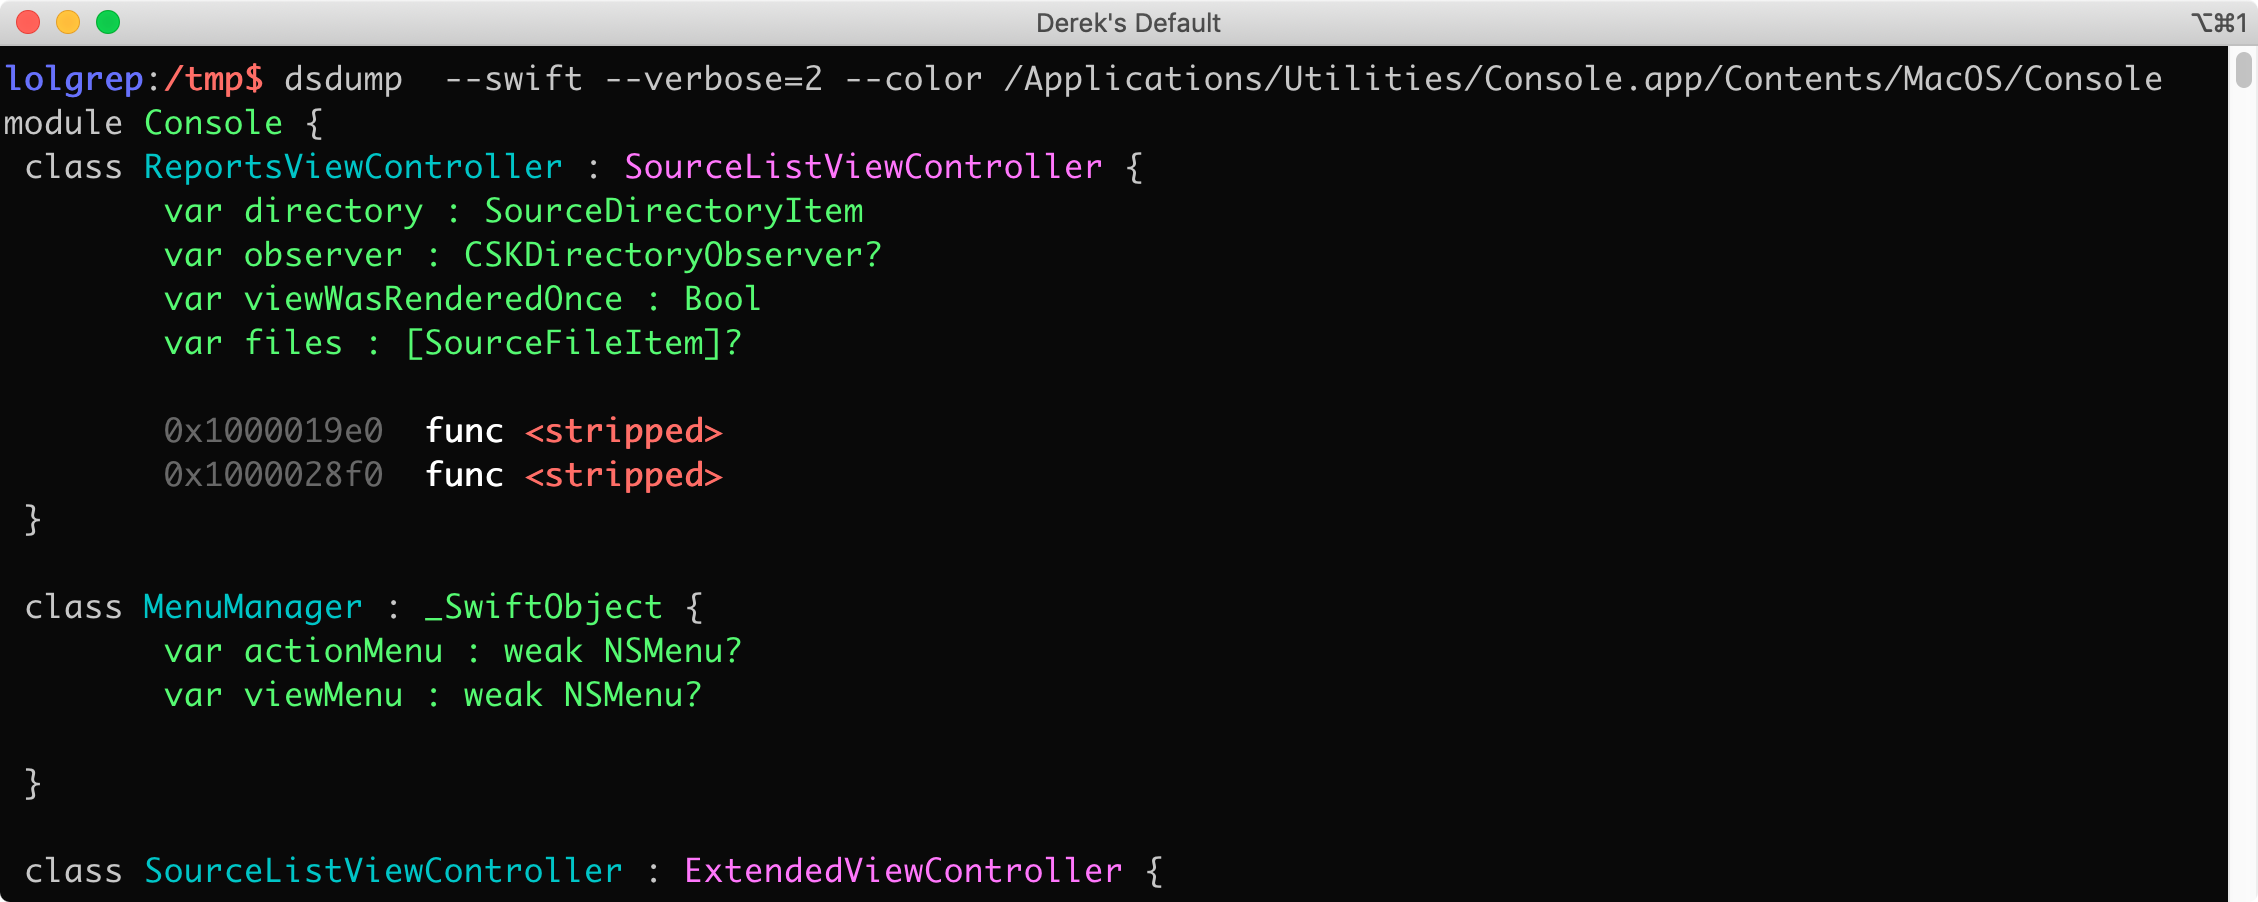 Derek's Default
⌥⌘1
lolgrep:/tmp$ dsdump  --swift --verbose=2 --color /Applications/Utilities/Console.app/Contents/MacOS/Console
module Console {
 class ReportsViewController : SourceListViewController {
        var directory : SourceDirectoryItem
        var observer : CSKDirectoryObserver?
        var viewWasRenderedOnce : Bool
        var files : [SourceFileItem]?

        0x1000019e0  func <stripped>
        0x1000028f0  func <stripped>
 }

 class MenuManager : _SwiftObject {
        var actionMenu : weak NSMenu?
        var viewMenu : weak NSMenu?

 }

 class SourceListViewController : ExtendedViewController {